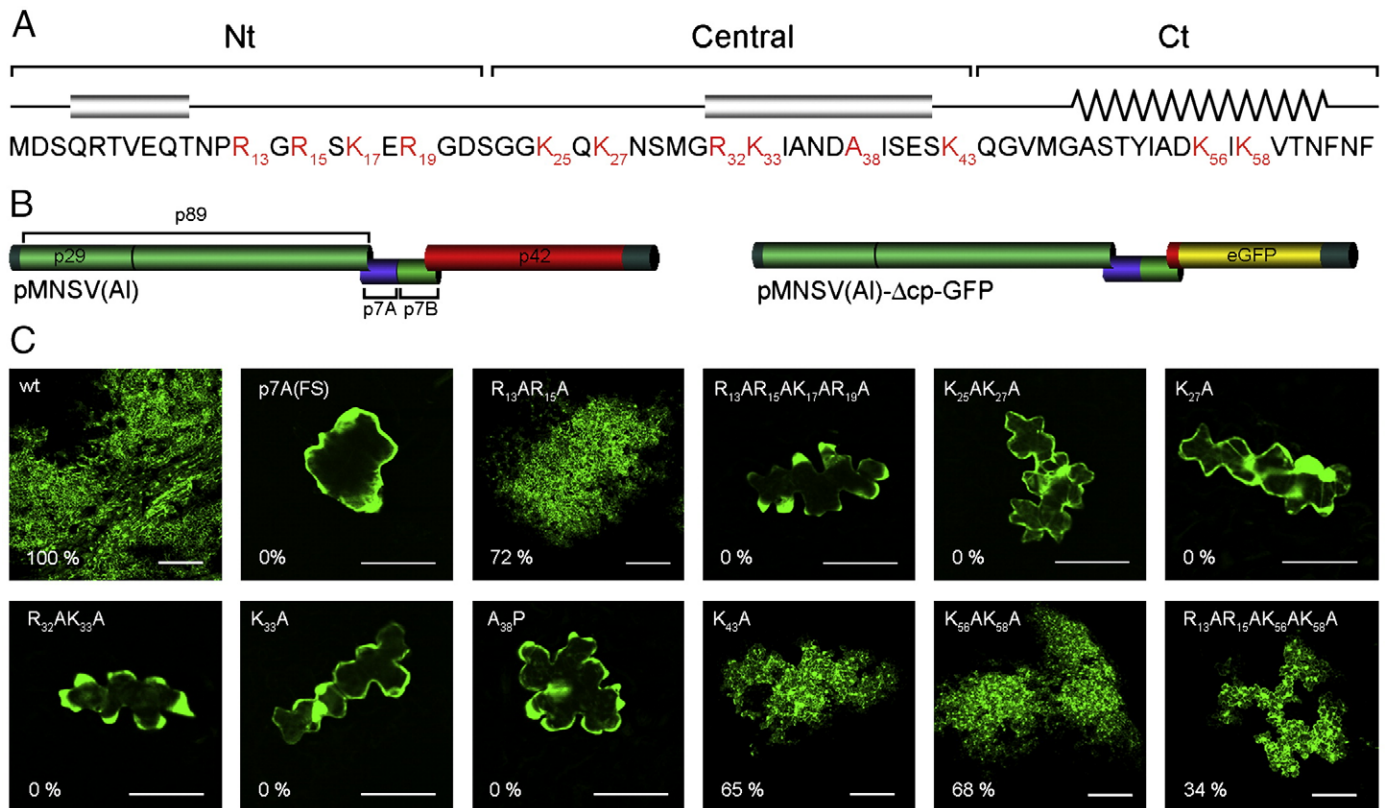 A
Nt Central Ct
MDSQRTVEQTNPR₁₃GR₁₅SK₁₇ER₁₉GDSGGK₂₅QK₂₇NSMGR₃₂K₃₃IANDA₃₈ISESK₄₃QGVMGASTYIADK₅₆IK₅₈VTNFNF
B
p89
p29 p42 eGFP
pMNSV(Al) p7A p7B pMNSV(Al)-Δcp-GFP
C
wt p7A(FS) R₁₃AR₁₅A R₁₃AR₁₅AK₁₇AR₁₉A K₂₅AK₂₇A K₂₇A
100 % 0% 72 % 0 % 0 % 0 %
R₃₂AK₃₃A K₃₃A A₃₈P K₄₃A K₅₆AK₅₈A R₁₃AR₁₅AK₅₆AK₅₈A
0 % 0 % 0 % 65 % 68 % 34 %